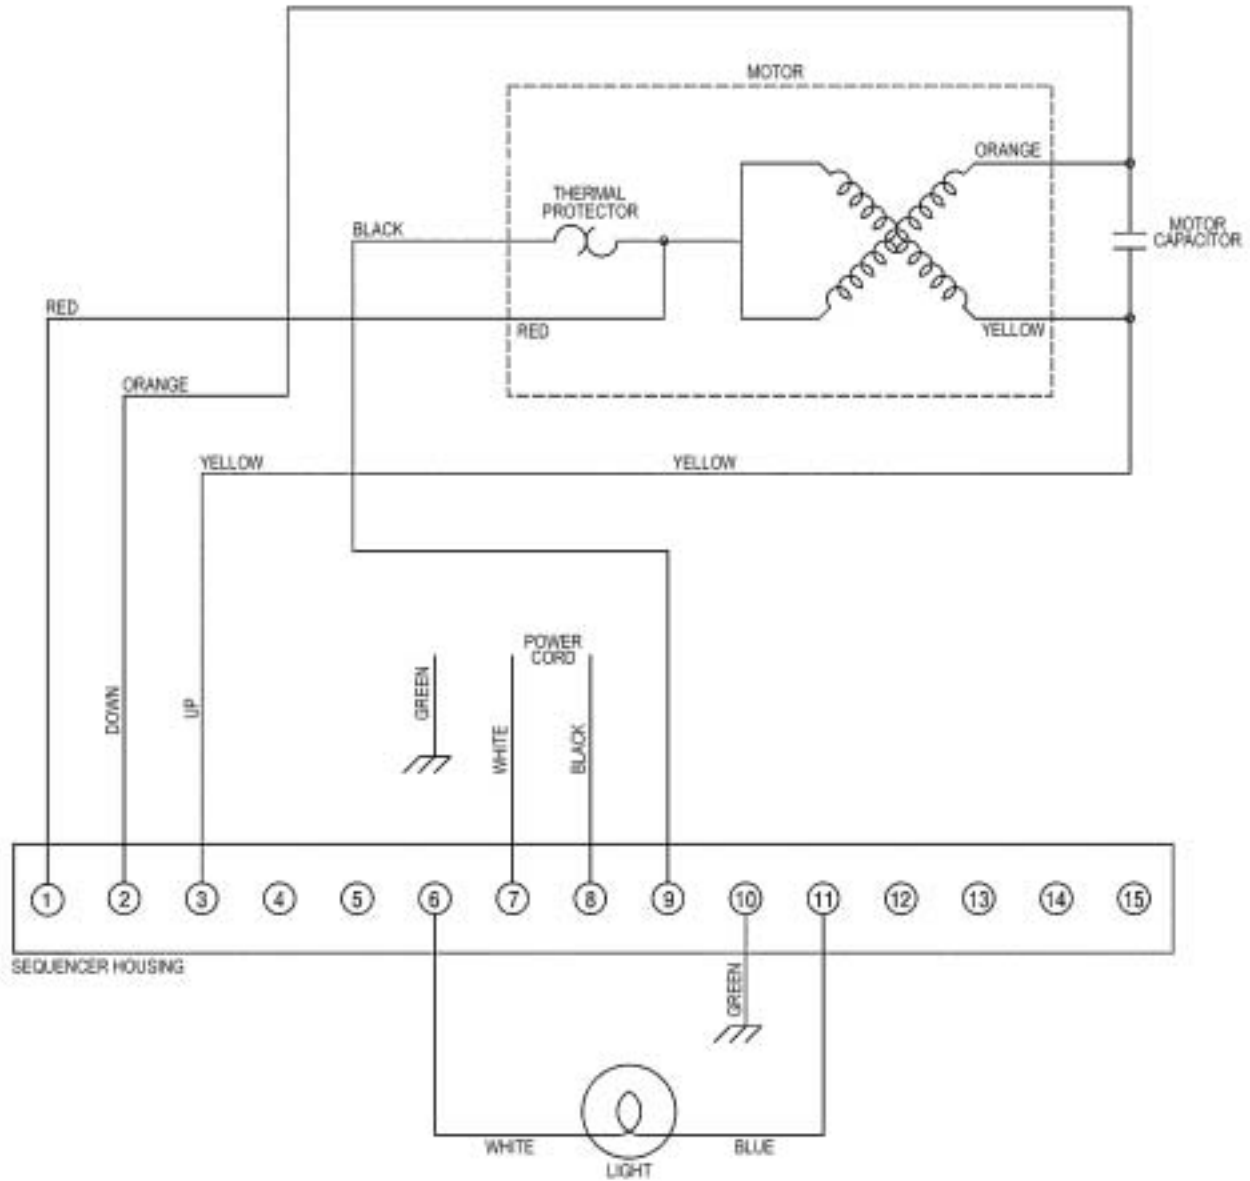 MOTOR
ORANGE
THERMAL
PROTECTOR
BLACK
MOTOR
CAPACITOR
RED
RED
YELLOW
ORANGE
YELLOW
YELLOW
POWER
CORD
GREEN
DOWN
UP
WHITE
BLACK
1
2
3
4
5
6
7
8
9
10
11
12
13
14
15
SEQUENCER HOUSING
GREEN
WHITE
BLUE
LIGHT